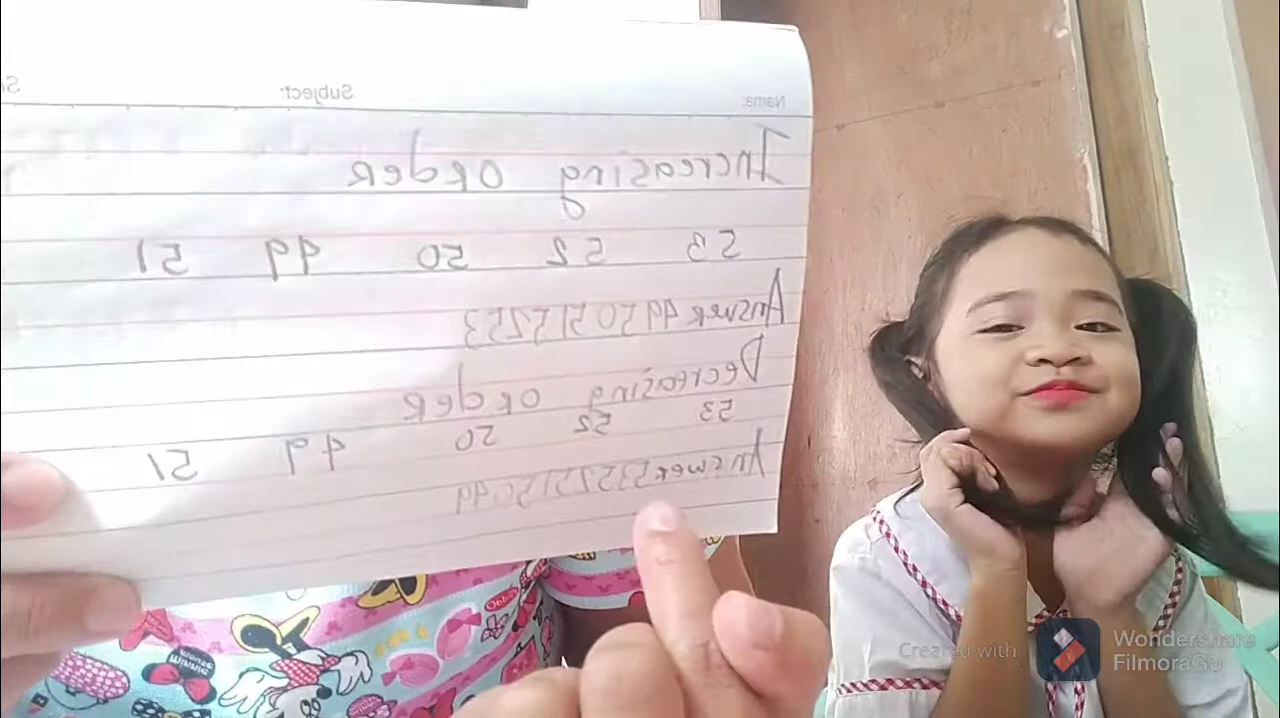 Name: Subject:
Increasing order
53 52 50 49 51
Answer 49 50 51 52 53
Decreasing order
53 52 50 49 51
Answer 53 52 51 50 49
Created with Wondershare FilmoraGo